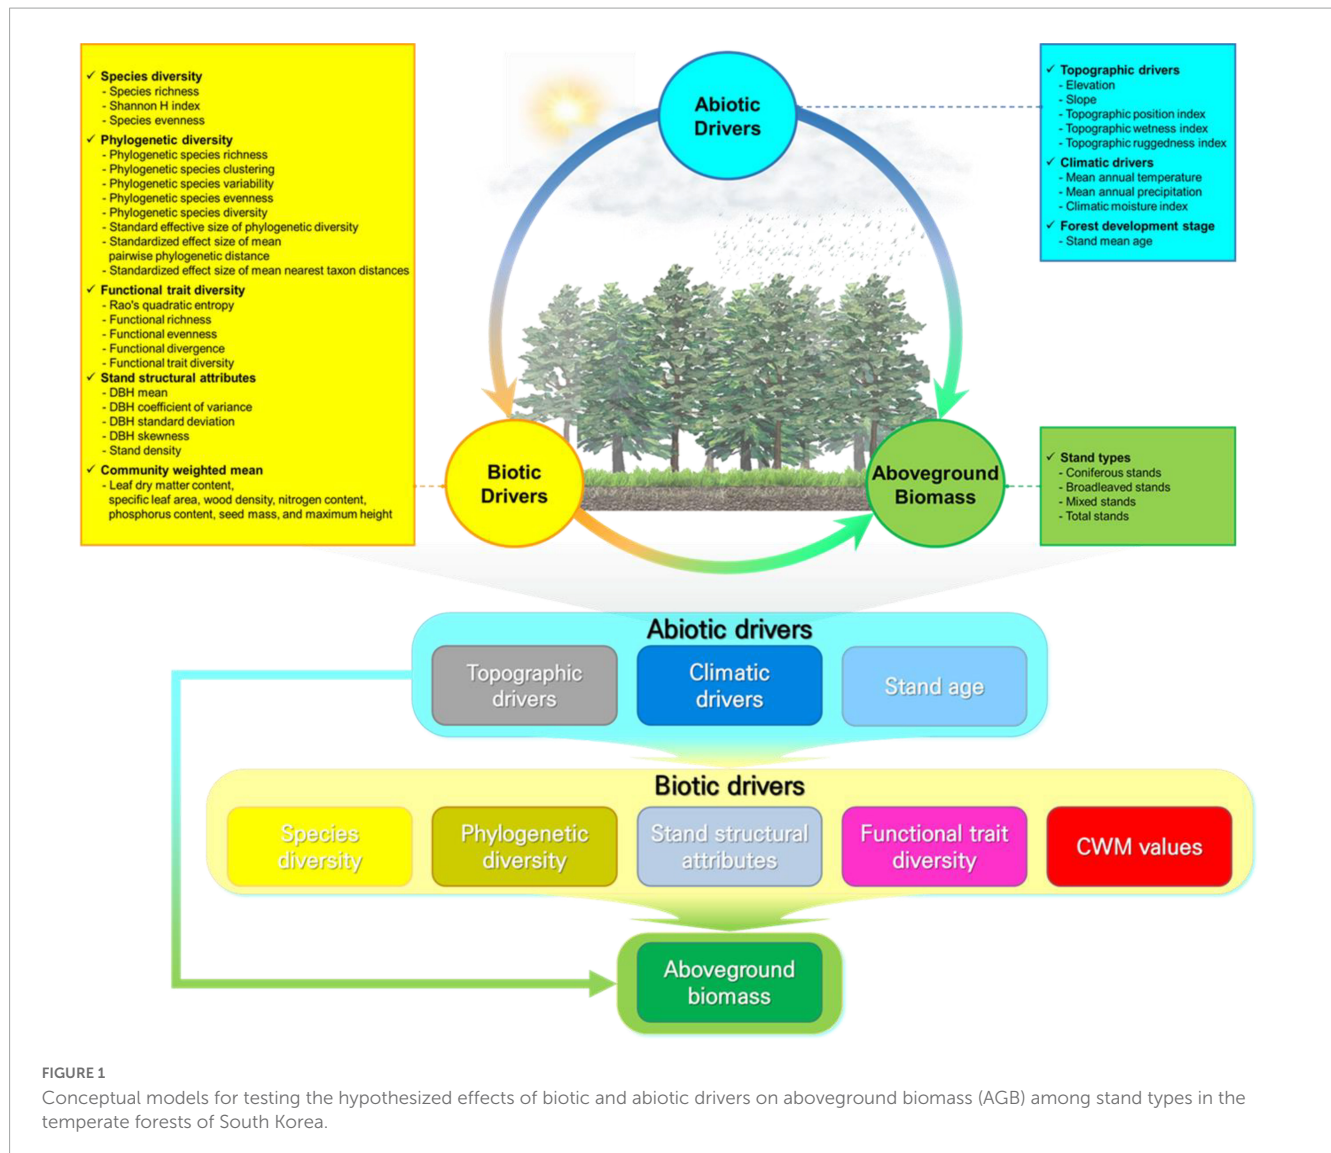 ✓ Species diversity
- Species richness
- Shannon H index
- Species evenness
✓ Phylogenetic diversity
- Phylogenetic species richness
- Phylogenetic species clustering
- Phylogenetic species variability
- Phylogenetic species evenness
- Phylogenetic species diversity
- Standard effective size of phylogenetic diversity
- Standardized effect size of mean
pairwise phylogenetic distance
- Standardized effect size of mean nearest taxon distances
✓ Functional trait diversity
- Rao's quadratic entropy
- Functional richness
- Functional evenness
- Functional divergence
- Functional trait diversity
✓ Stand structural attributes
- DBH mean
- DBH coefficient of variance
- DBH standard deviation
- DBH skewness
- Stand density
✓ Community weighted mean
- Leaf dry matter content,
specific leaf area, wood density, nitrogen content,
phosphorus content, seed mass, and maximum height
Abiotic
Drivers
✓ Topographic drivers
- Elevation
- Slope
- Topographic position index
- Topographic wetness index
- Topographic ruggedness index
✓ Climatic drivers
- Mean annual temperature
- Mean annual precipitation
- Climatic moisture index
✓ Forest development stage
- Stand mean age
Biotic
Drivers
Aboveground
Biomass
✓ Stand types
- Coniferous stands
- Broadleaved stands
- Mixed stands
- Total stands
Abiotic drivers
Topographic
drivers
Climatic
drivers
Stand age
Biotic drivers
Species
diversity
Phylogenetic
diversity
Stand structural
attributes
Functional trait
diversity
CWM values
Aboveground
biomass
FIGURE 1
Conceptual models for testing the hypothesized effects of biotic and abiotic drivers on aboveground biomass (AGB) among stand types in the
temperate forests of South Korea.